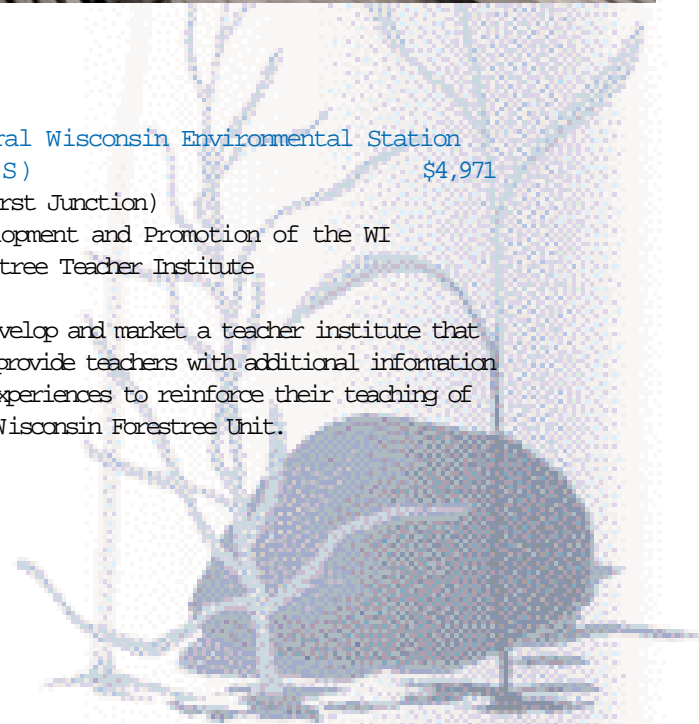 ral Wisconsin Environmental Station
S) $4,971
rst Junction)
lopment and Promotion of the WI
tree Teacher Institute
velop and market a teacher institute that
provide teachers with additional information
xperiences to reinforce their teaching of
Wisconsin Forestree Unit.